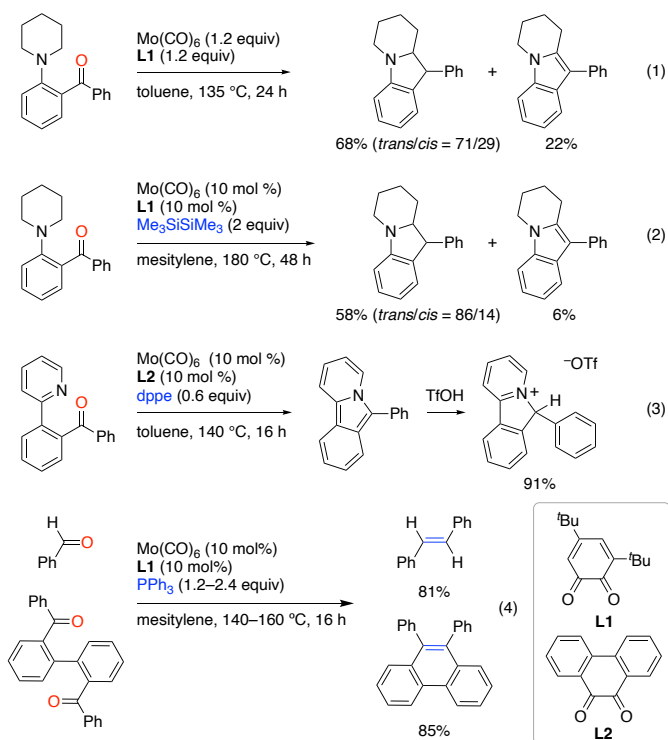 N
O
Ph
Mo(CO)6 (1.2 equiv)
L1 (1.2 equiv)
toluene, 135 °C, 24 h
N
Ph
+
N
Ph
(1)
68% (trans/cis = 71/29)
22%
N
O
Ph
Mo(CO)6 (10 mol %)
L1 (10 mol %)
Me3SiSiMe3 (2 equiv)
mesitylene, 180 °C, 48 h
N
Ph
+
N
Ph
(2)
58% (trans/cis = 86/14)
6%
N
O
Ph
Mo(CO)6 (10 mol %)
L2 (10 mol %)
dppe (0.6 equiv)
toluene, 140 °C, 16 h
N
Ph
TfOH
N+
H
−OTf
(3)
91%
H
O
Ph
Ph
O
O
Ph
Mo(CO)6 (10 mol%)
L1 (10 mol%)
PPh3 (1.2–2.4 equiv)
mesitylene, 140–160 ºC, 16 h
H
Ph
Ph
H
81%
(4)
Ph
Ph
85%
tBu
tBu
O
O
L1
O
O
L2